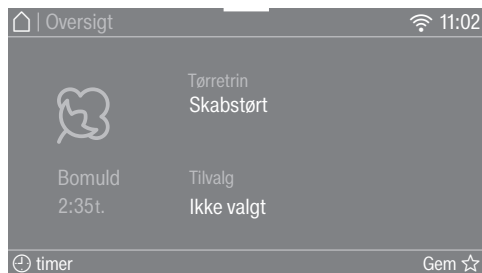 | Oversigt 11:02
Tørretrin
Skabstørt
Bomuld
2:35t.
Tilvalg
Ikke valgt
timer Gem